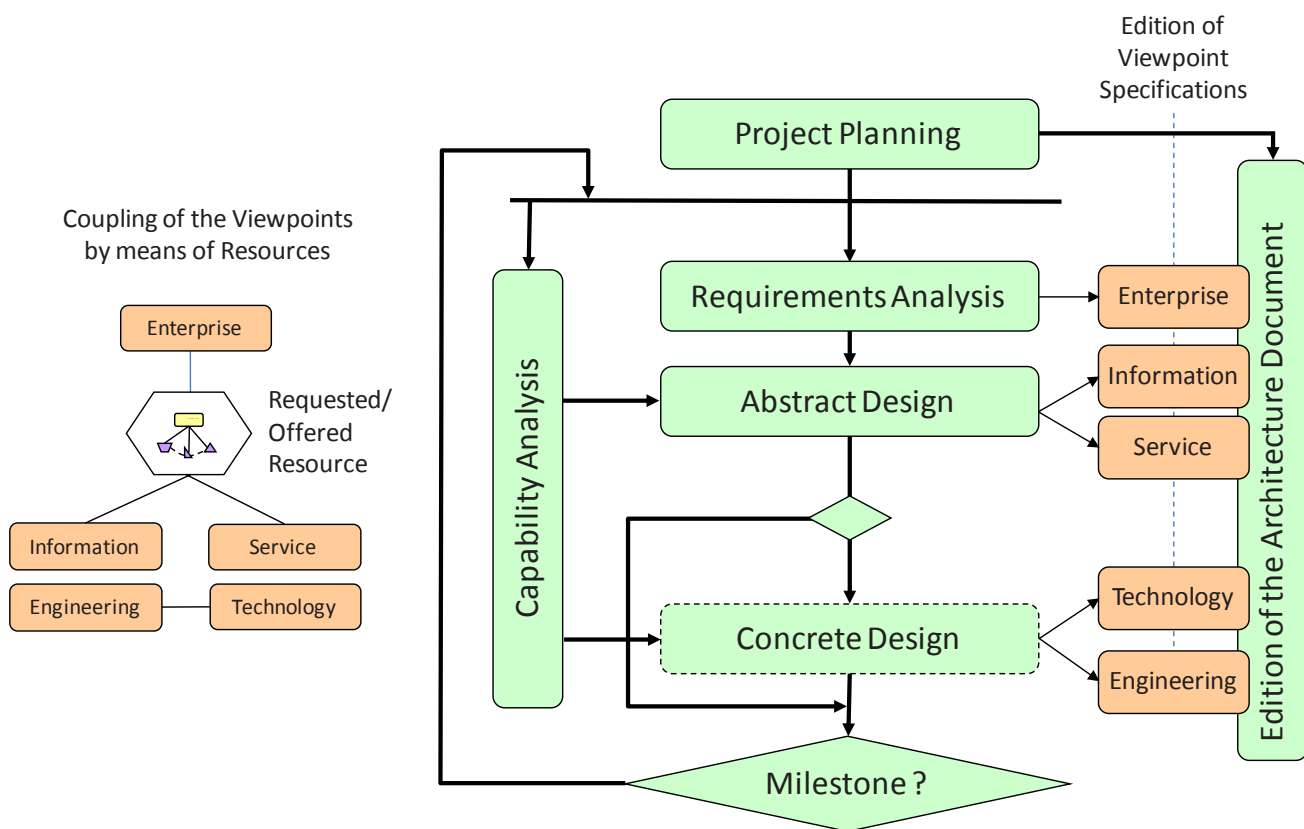 Edition of
Viewpoint
Specifications
Project Planning
Coupling of the Viewpoints
by means of Resources
Requirements Analysis
Enterprise
Enterprise
Information
Abstract Design
Requested/
Offered
Resource
Service
Capability Analysis
Edition of the Architecture Document
Information
Service
Engineering
Technology
Technology
Concrete Design
Engineering
Milestone ?